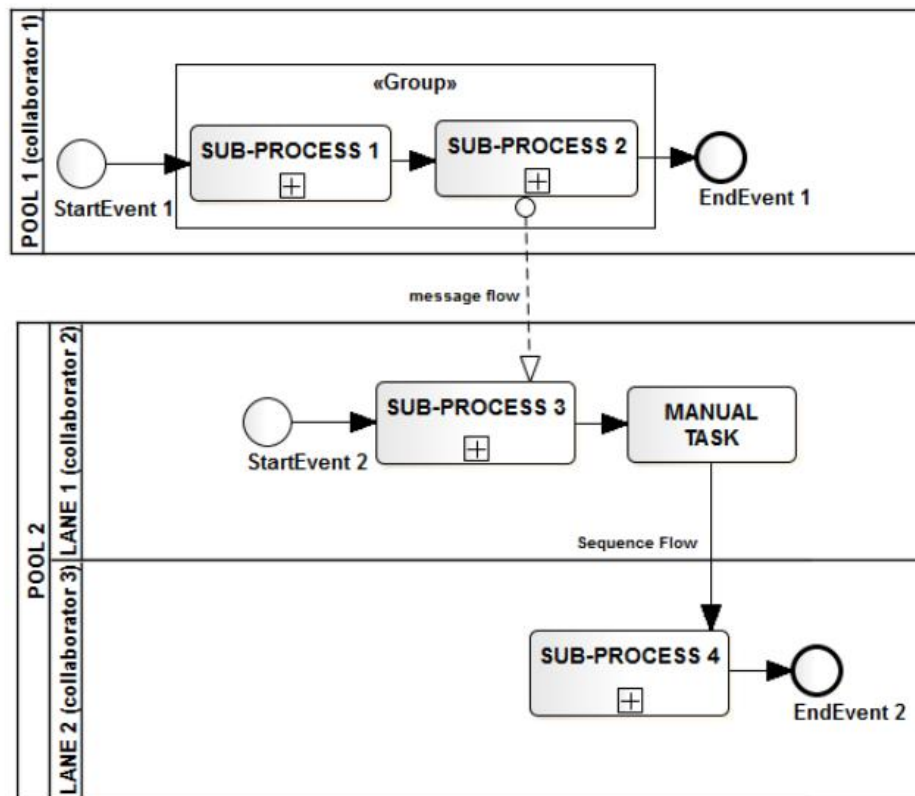 POOL 1 (collaborator 1)
«Group»
SUB-PROCESS 1
SUB-PROCESS 2
StartEvent 1
EndEvent 1
message flow
POOL 2
LANE 1 (collaborator 2)
SUB-PROCESS 3
MANUAL
TASK
StartEvent 2
Sequence Flow
LANE 2 (collaborator 3)
SUB-PROCESS 4
EndEvent 2